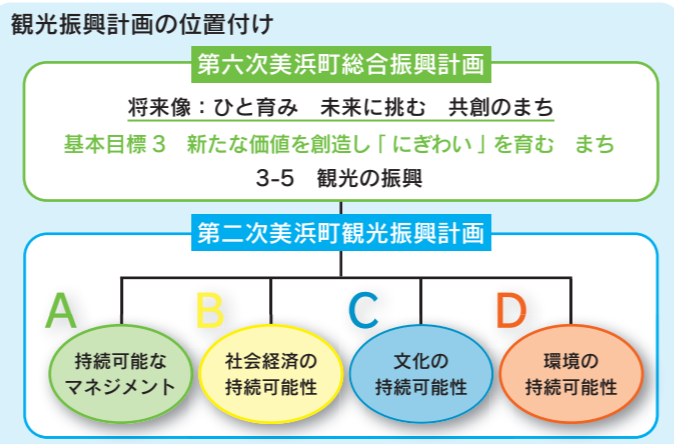 観光振興計画の位置付け
第六次美浜町総合振興計画
将来像：ひと育み　未来に挑む　共創のまち
基本目標３　新たな価値を創造し「にぎわい」を育む　まち
3-5　観光の振興
第二次美浜町観光振興計画
A
持続可能な
マネジメント
B
社会経済の
持続可能性
C
文化の
持続可能性
D
環境の
持続可能性